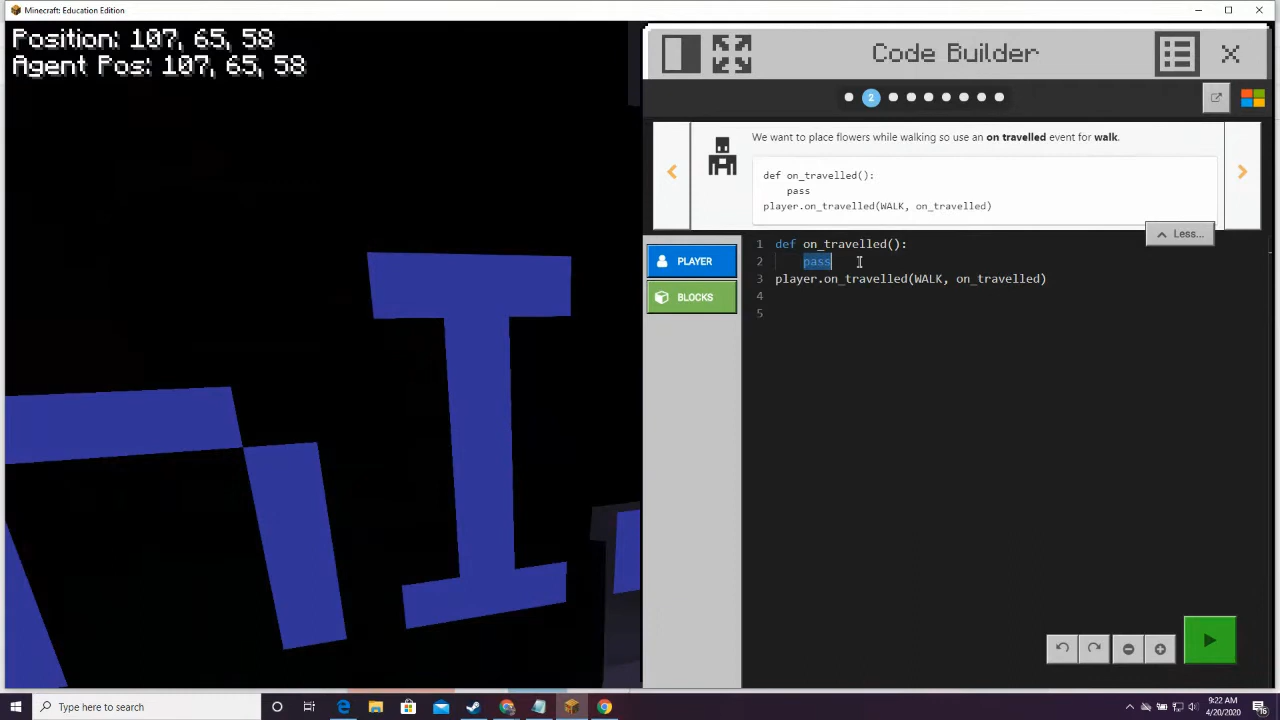 Minecraft: Education Edition
Position: 107, 65, 58
Agent Pos: 107, 65, 58
Code Builder
2
We want to place flowers while walking so use an on travelled event for walk.
def on_travelled():
pass
player.on_travelled(WALK, on_travelled)
Less...
PLAYER
BLOCKS
1 def on_travelled():
2 pass
3 player.on_travelled(WALK, on_travelled)
4
5
Type here to search
9:22 AM
4/20/2020